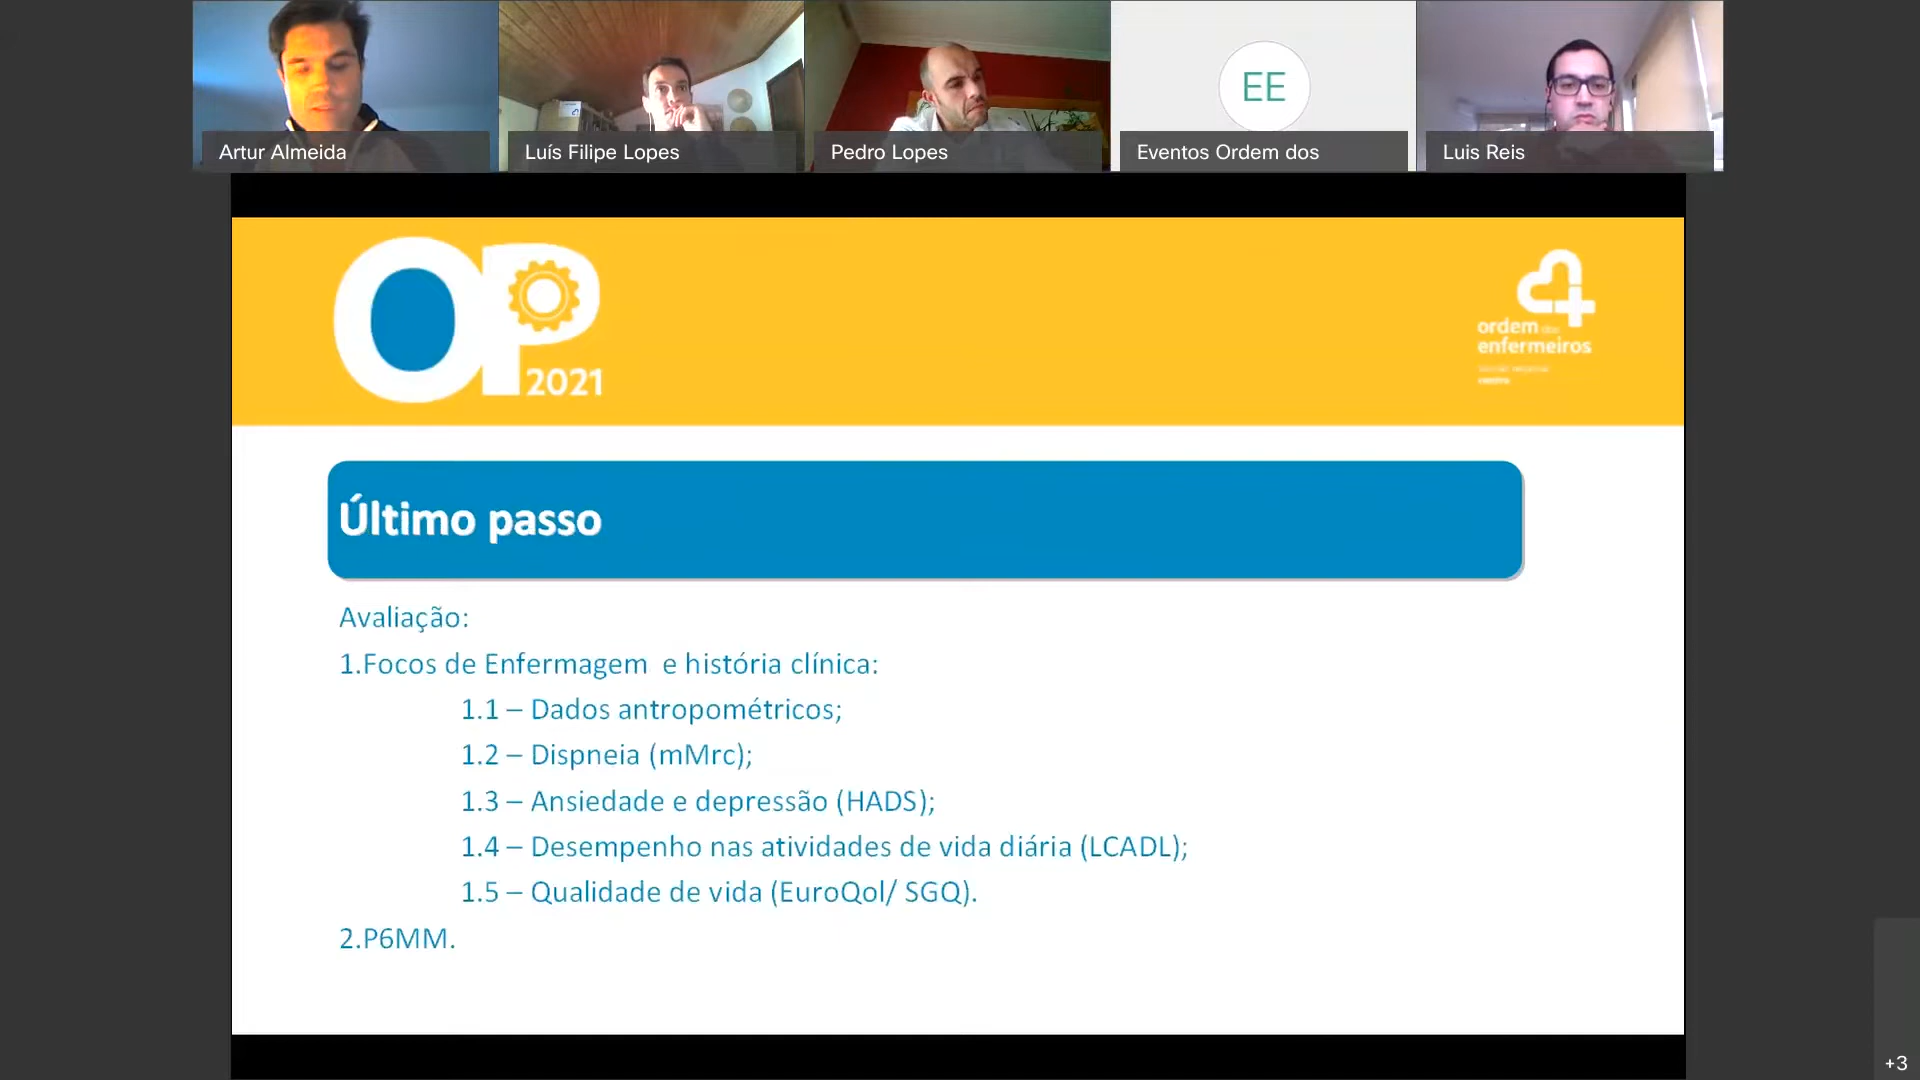 Artur Almeida
Luís Filipe Lopes
Pedro Lopes
EE
Eventos Ordem dos
Luis Reis
OP
2021
ordem dos
enfermeiros
centro
Último passo
Avaliação:
1.Focos de Enfermagem e história clínica:
1.1 – Dados antropométricos;
1.2 – Dispneia (mMrc);
1.3 – Ansiedade e depressão (HADS);
1.4 – Desempenho nas atividades de vida diária (LCADL);
1.5 – Qualidade de vida (EuroQol/ SGQ).
2.P6MM.
+3